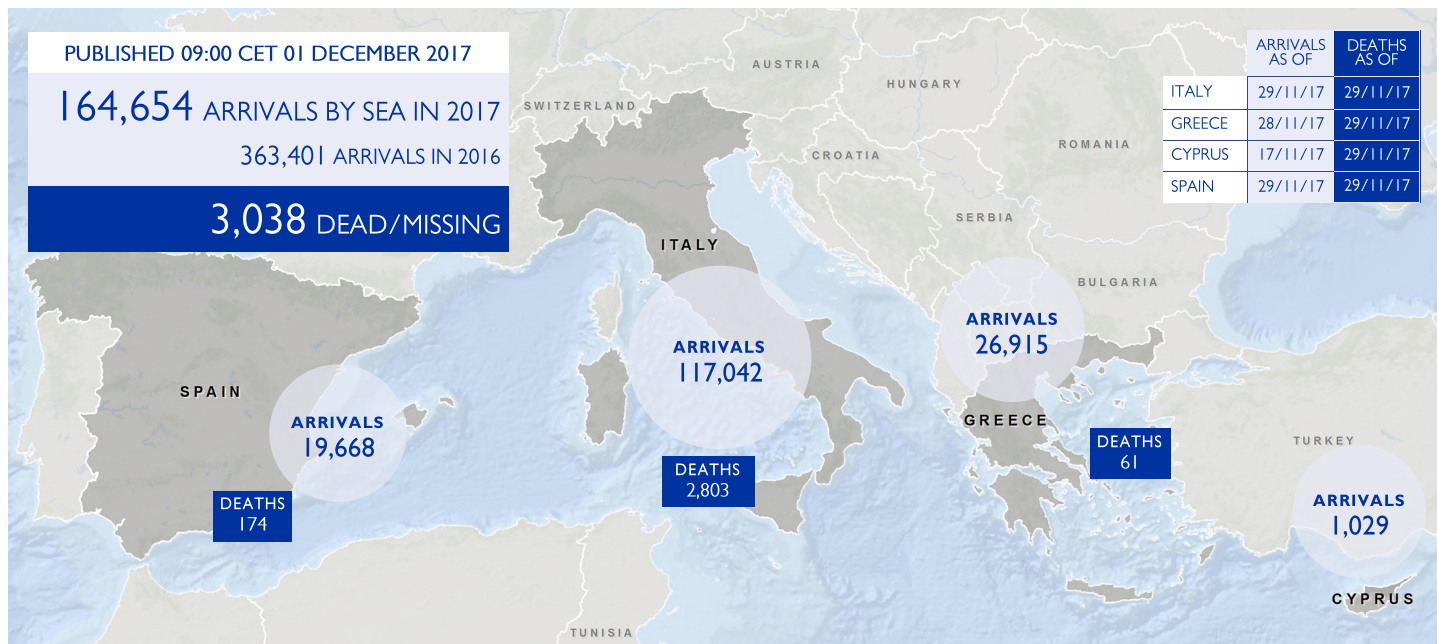 PUBLISHED 09:00 CET 01 DECEMBER 2017
164,654 ARRIVALS BY SEA IN 2017
363,401 ARRIVALS IN 2016
3,038 DEAD/MISSING
ARRIVALS AS OF DEATHS AS OF
ITALY 29/11/17 29/11/17
GREECE 28/11/17 29/11/17
CYPRUS 17/11/17 29/11/17
SPAIN 29/11/17 29/11/17
AUSTRIA
HUNGARY
SWITZERLAND
ROMANIA
CROATIA
SERBIA
ITALY
BULGARIA
ARRIVALS
26,915
ARRIVALS
117,042
SPAIN
ARRIVALS
19,668
GREECE
DEATHS
61
TURKEY
DEATHS
2,803
DEATHS
174
ARRIVALS
1,029
CYPRUS
TUNISIA